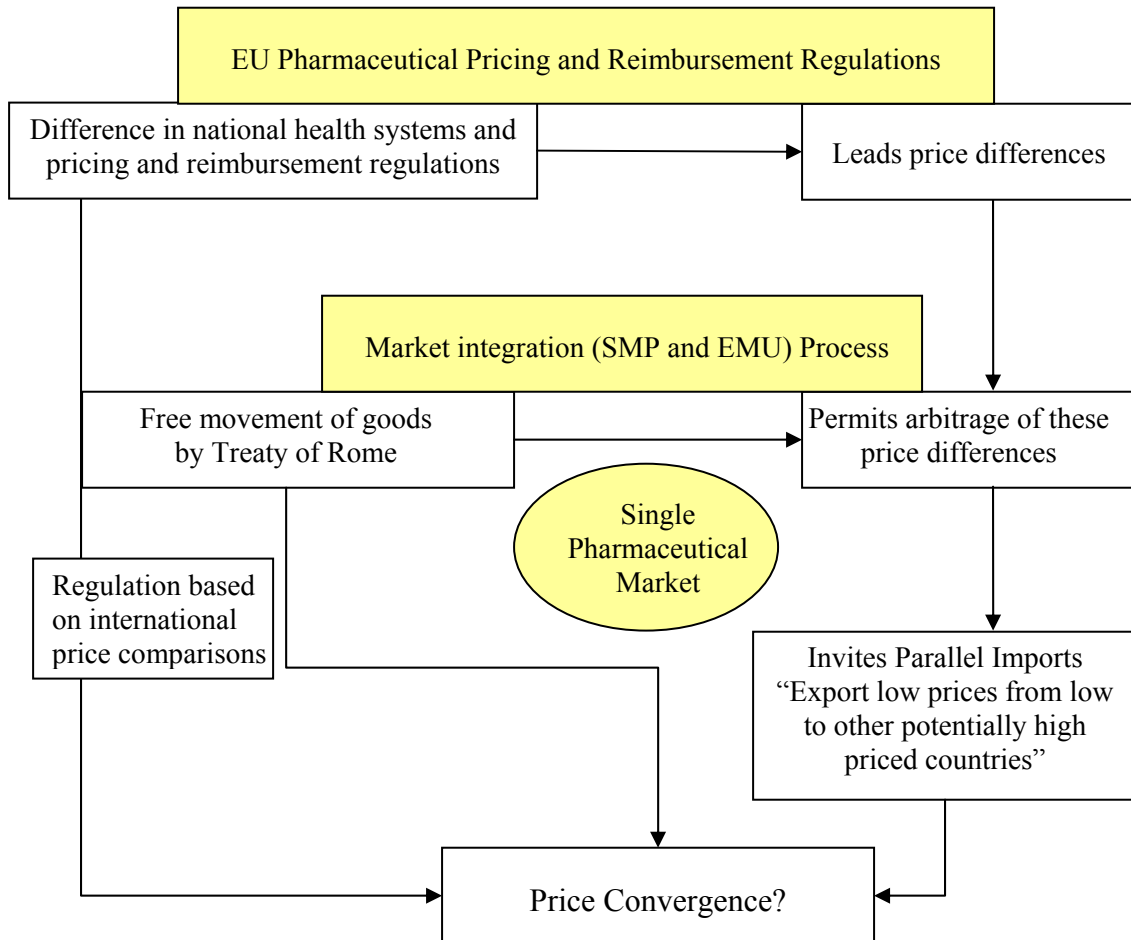 EU Pharmaceutical Pricing and Reimbursement Regulations
Difference in national health systems and
pricing and reimbursement regulations
Leads price differences
Market integration (SMP and EMU) Process
Free movement of goods
by Treaty of Rome
Permits arbitrage of these
price differences
Single
Pharmaceutical
Market
Regulation based
on international
price comparisons
Invites Parallel Imports
“Export low prices from low
to other potentially high
priced countries”
Price Convergence?